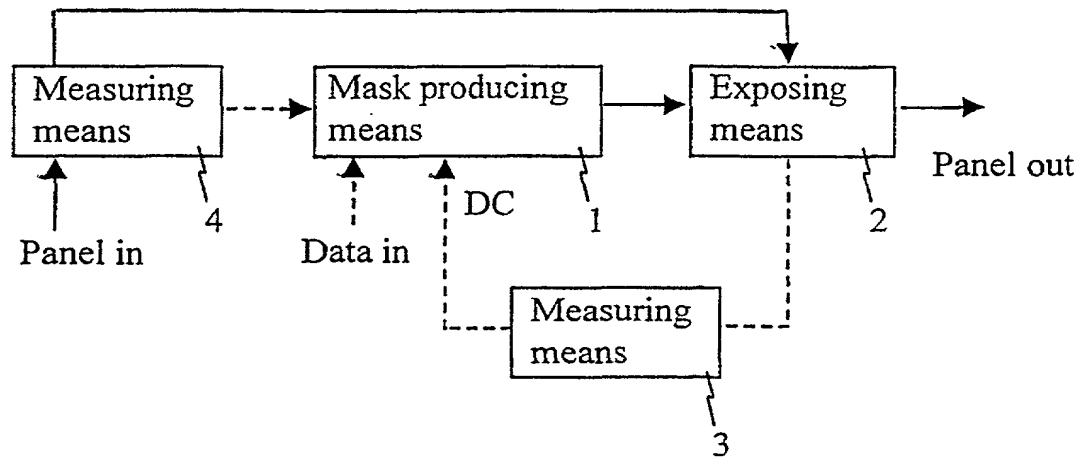 Measuring
means
Mask producing
means
Exposing
means
Panel out
4
DC
1
2
Panel in
Data in
Measuring
means
3